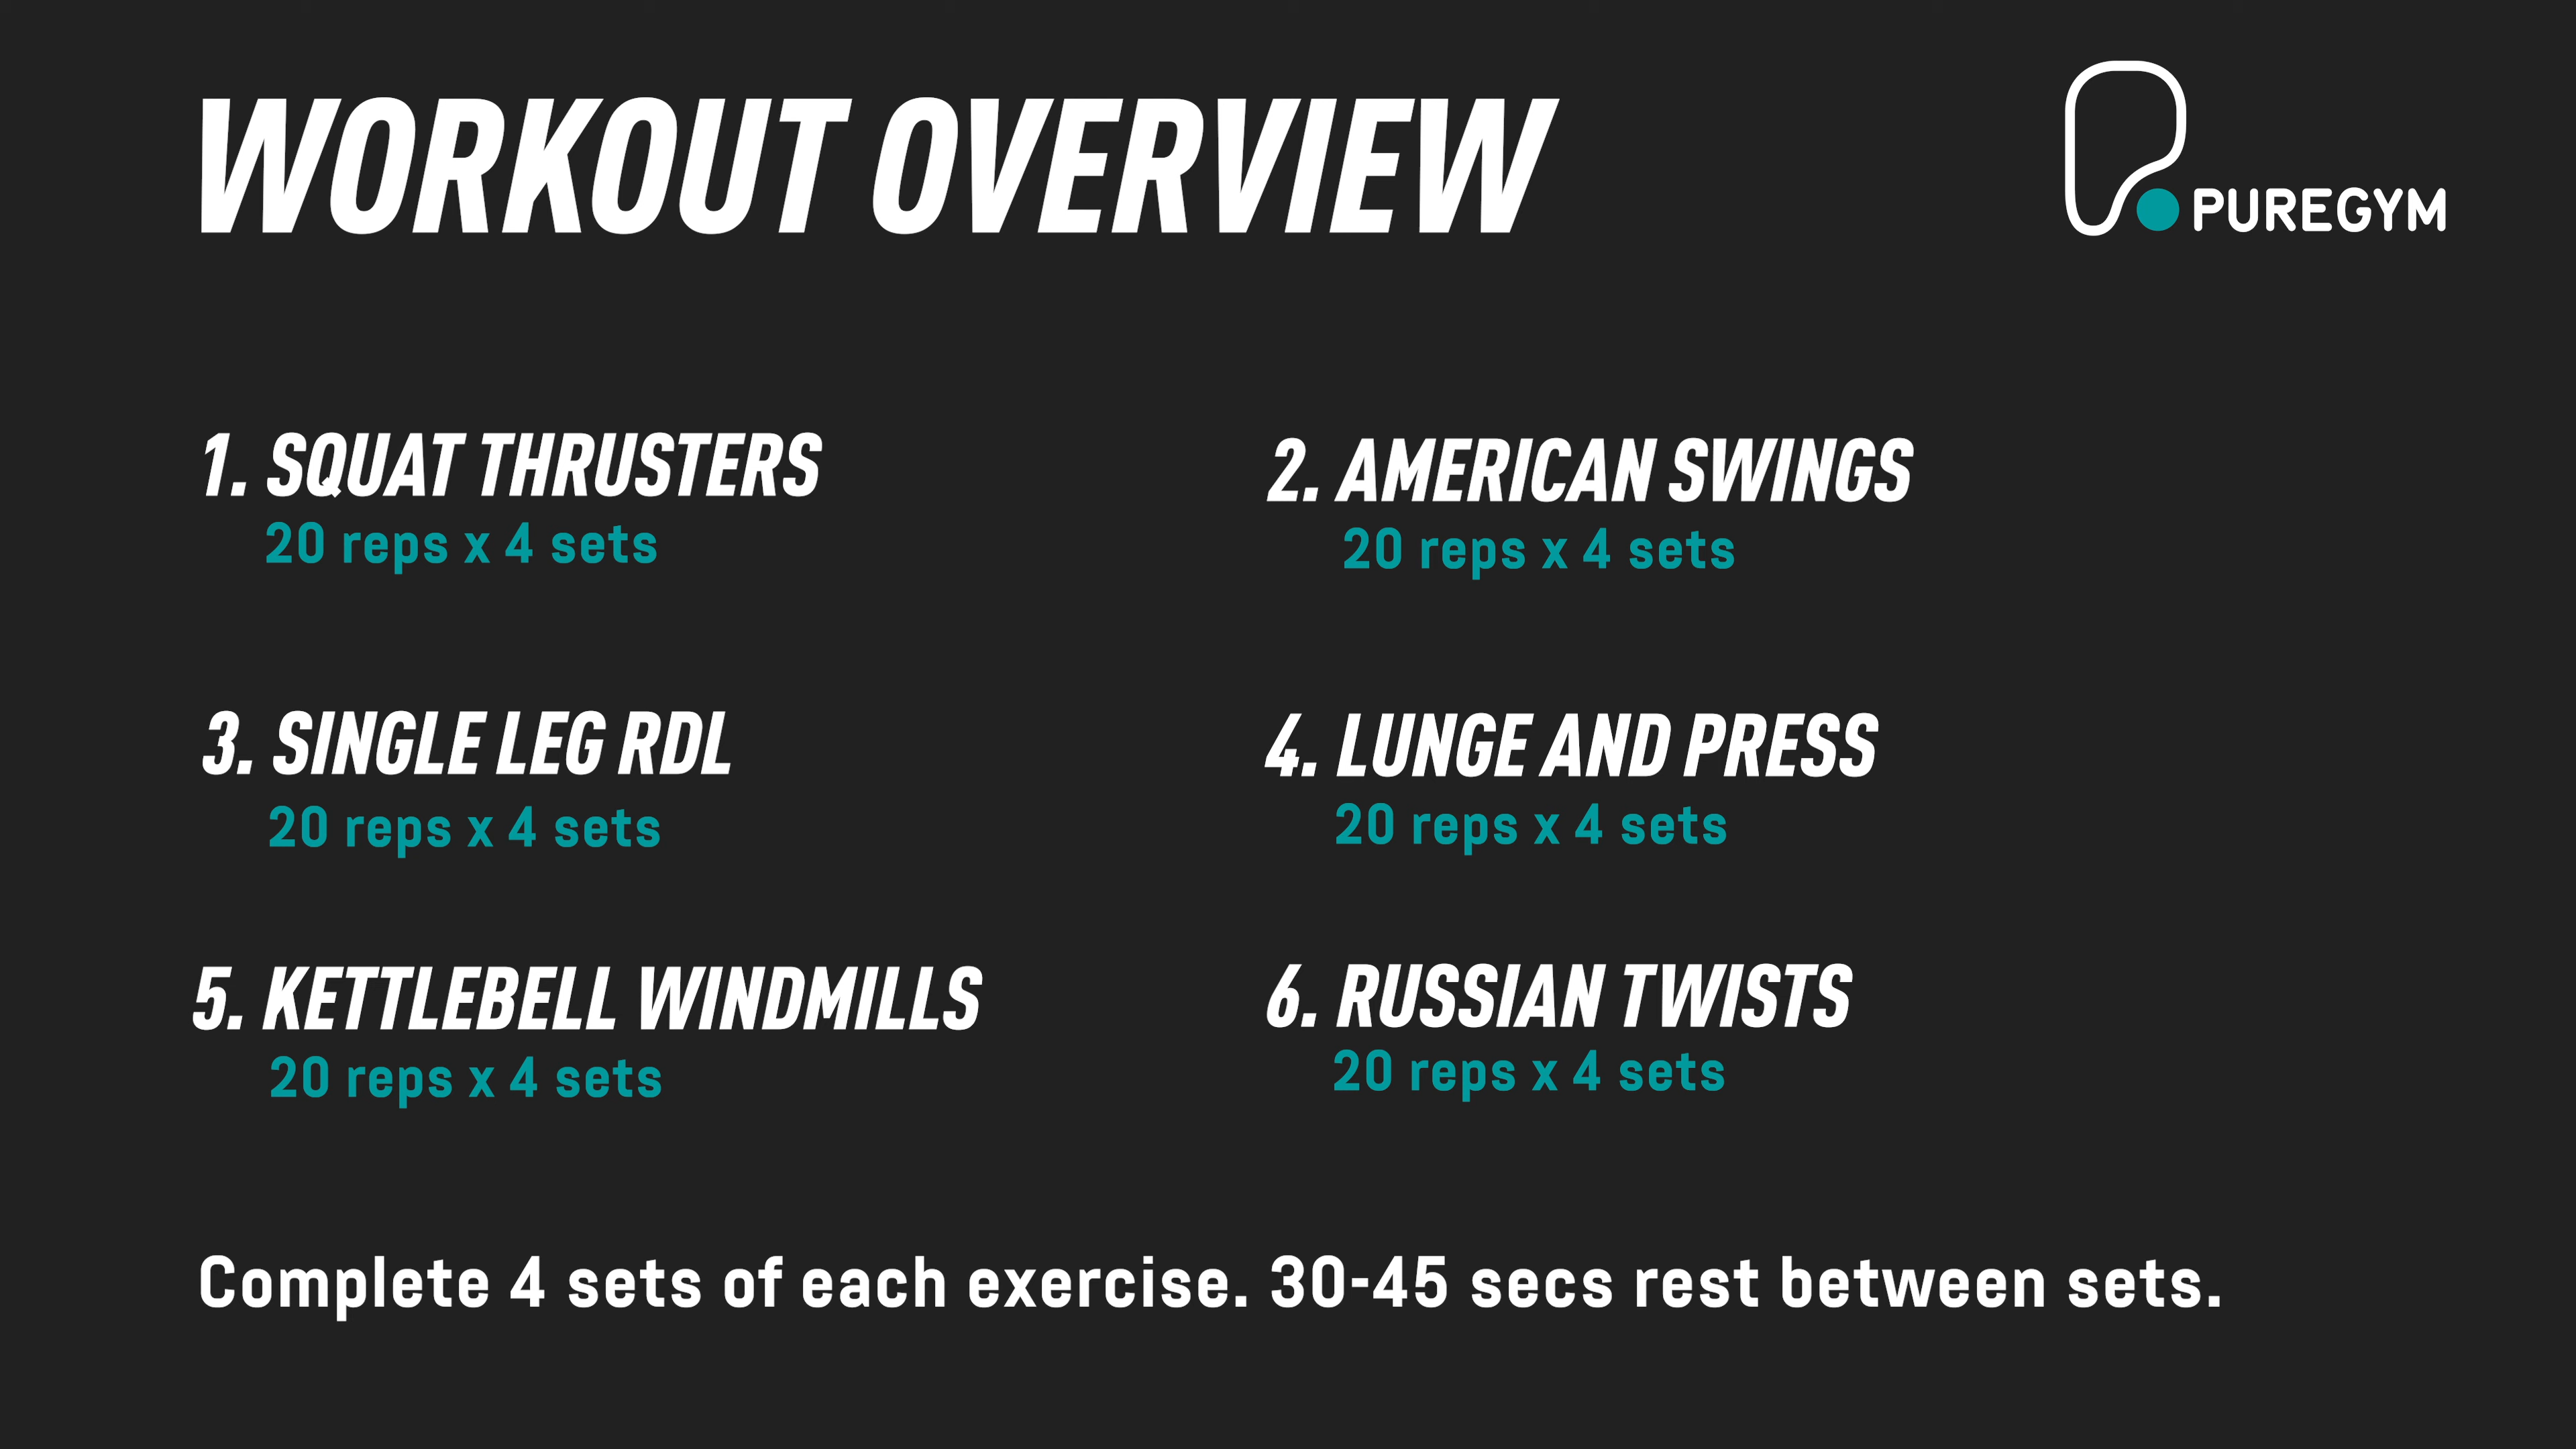 WORKOUT OVERVIEW
PUREGYM
1. SQUAT THRUSTERS
20 reps x 4 sets
2. AMERICAN SWINGS
20 reps x 4 sets
3. SINGLE LEG RDL
20 reps x 4 sets
4. LUNGE AND PRESS
20 reps x 4 sets
5. KETTLEBELL WINDMILLS
20 reps x 4 sets
6. RUSSIAN TWISTS
20 reps x 4 sets
Complete 4 sets of each exercise. 30-45 secs rest between sets.